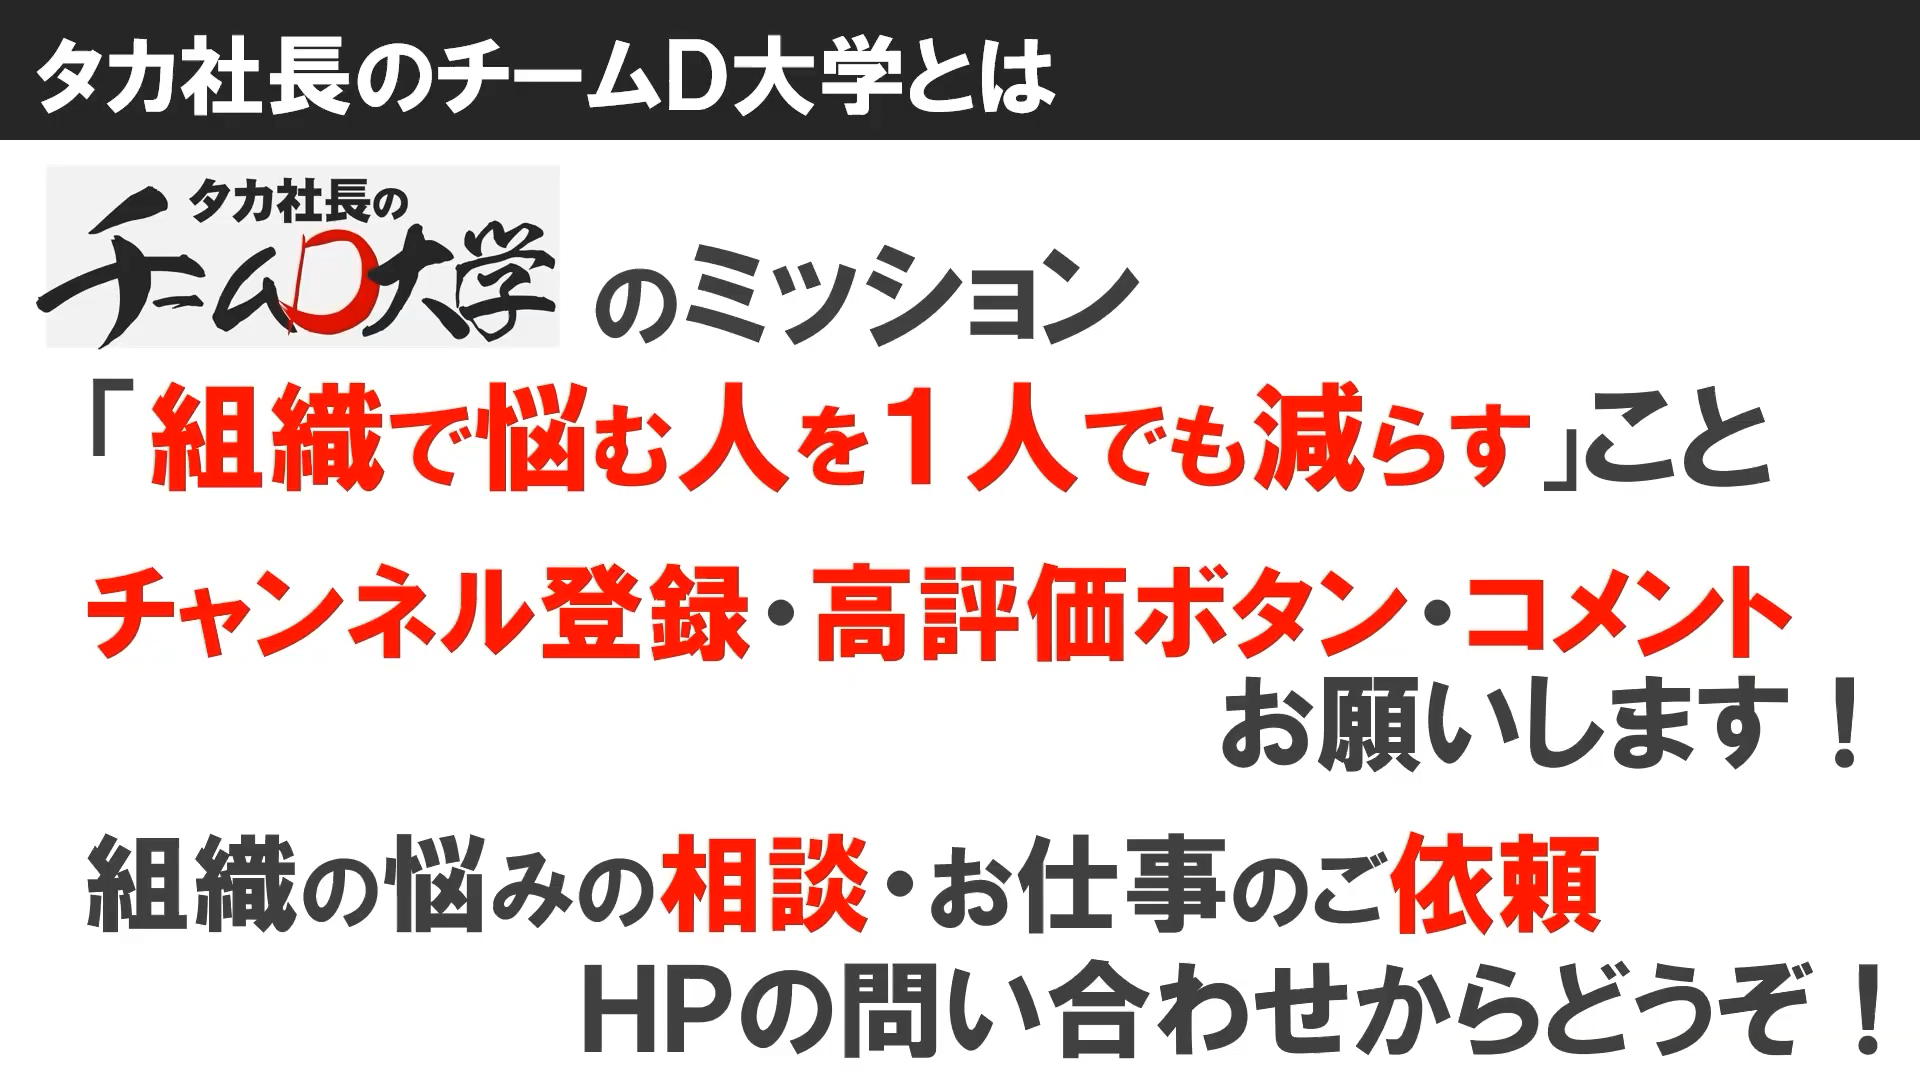 タカ社長のチームD大学とは
タカ社長の
チームD大学
のミッション
「組織で悩む人を１人でも減らす」こと
チャンネル登録・高評価ボタン・コメント
お願いします！
組織の悩みの相談・お仕事のご依頼
HPの問い合わせからどうぞ！